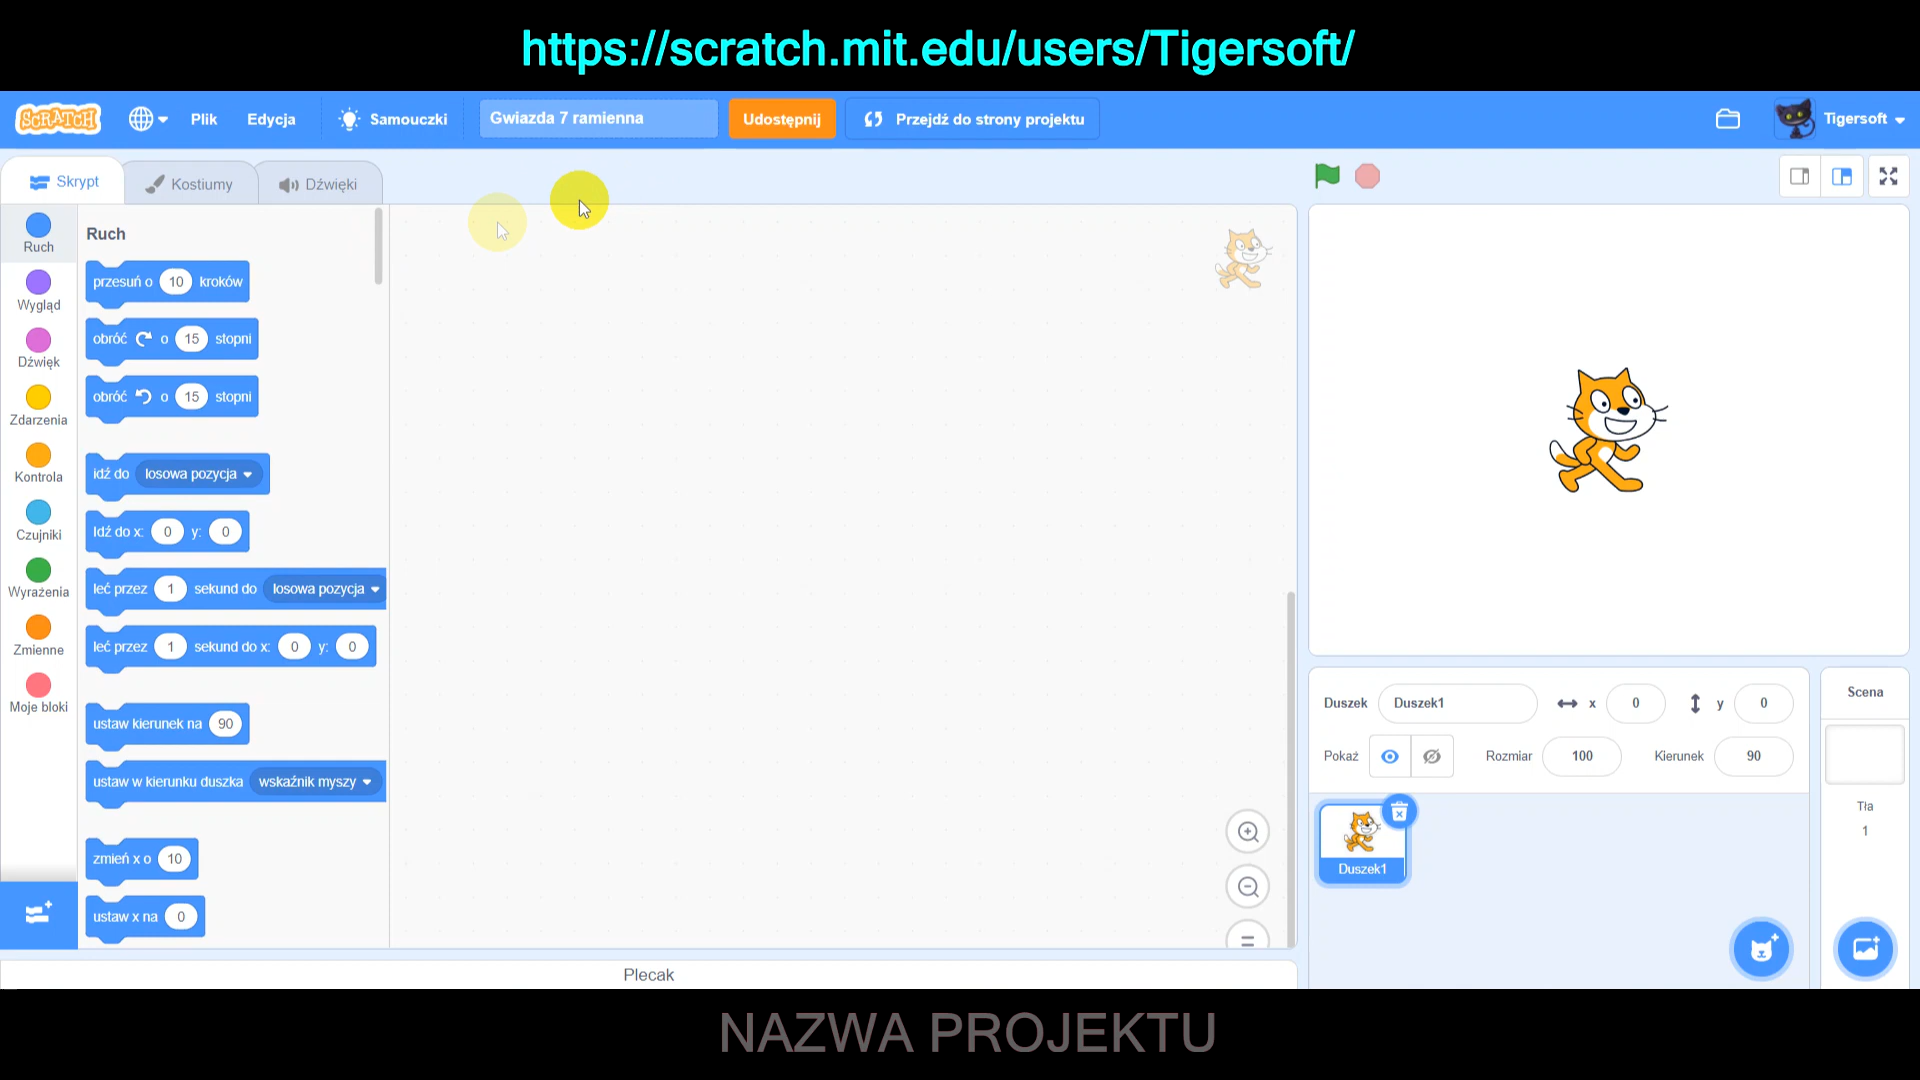 https://scratch.mit.edu/users/Tigersoft/
SCRATCH Plik Edycja Samouczki Gwiazda 7 ramienna Udostępnij Przejdź do strony projektu Tigersoft
Skrypt Kostiumy Dźwięki
Ruch
Wygląd
Dźwięk
Zdarzenia
Kontrola
Czujniki
Wyrażenia
Zmienne
Moje bloki
Ruch
przesuń o 10 kroków
obróć o 15 stopni
obróć o 15 stopni
idź do losowa pozycja
Idź do x: 0 y: 0
leć przez 1 sekund do losowa pozycja
leć przez 1 sekund do x: 0 y: 0
ustaw kierunek na 90
ustaw w kierunku duszka wskaźnik myszy
zmień x o 10
ustaw x na 0
Duszek Duszek1 x 0 y 0
Pokaż Rozmiar 100 Kierunek 90
Duszek1
Scena
Tła
1
Plecak
NAZWA PROJEKTU